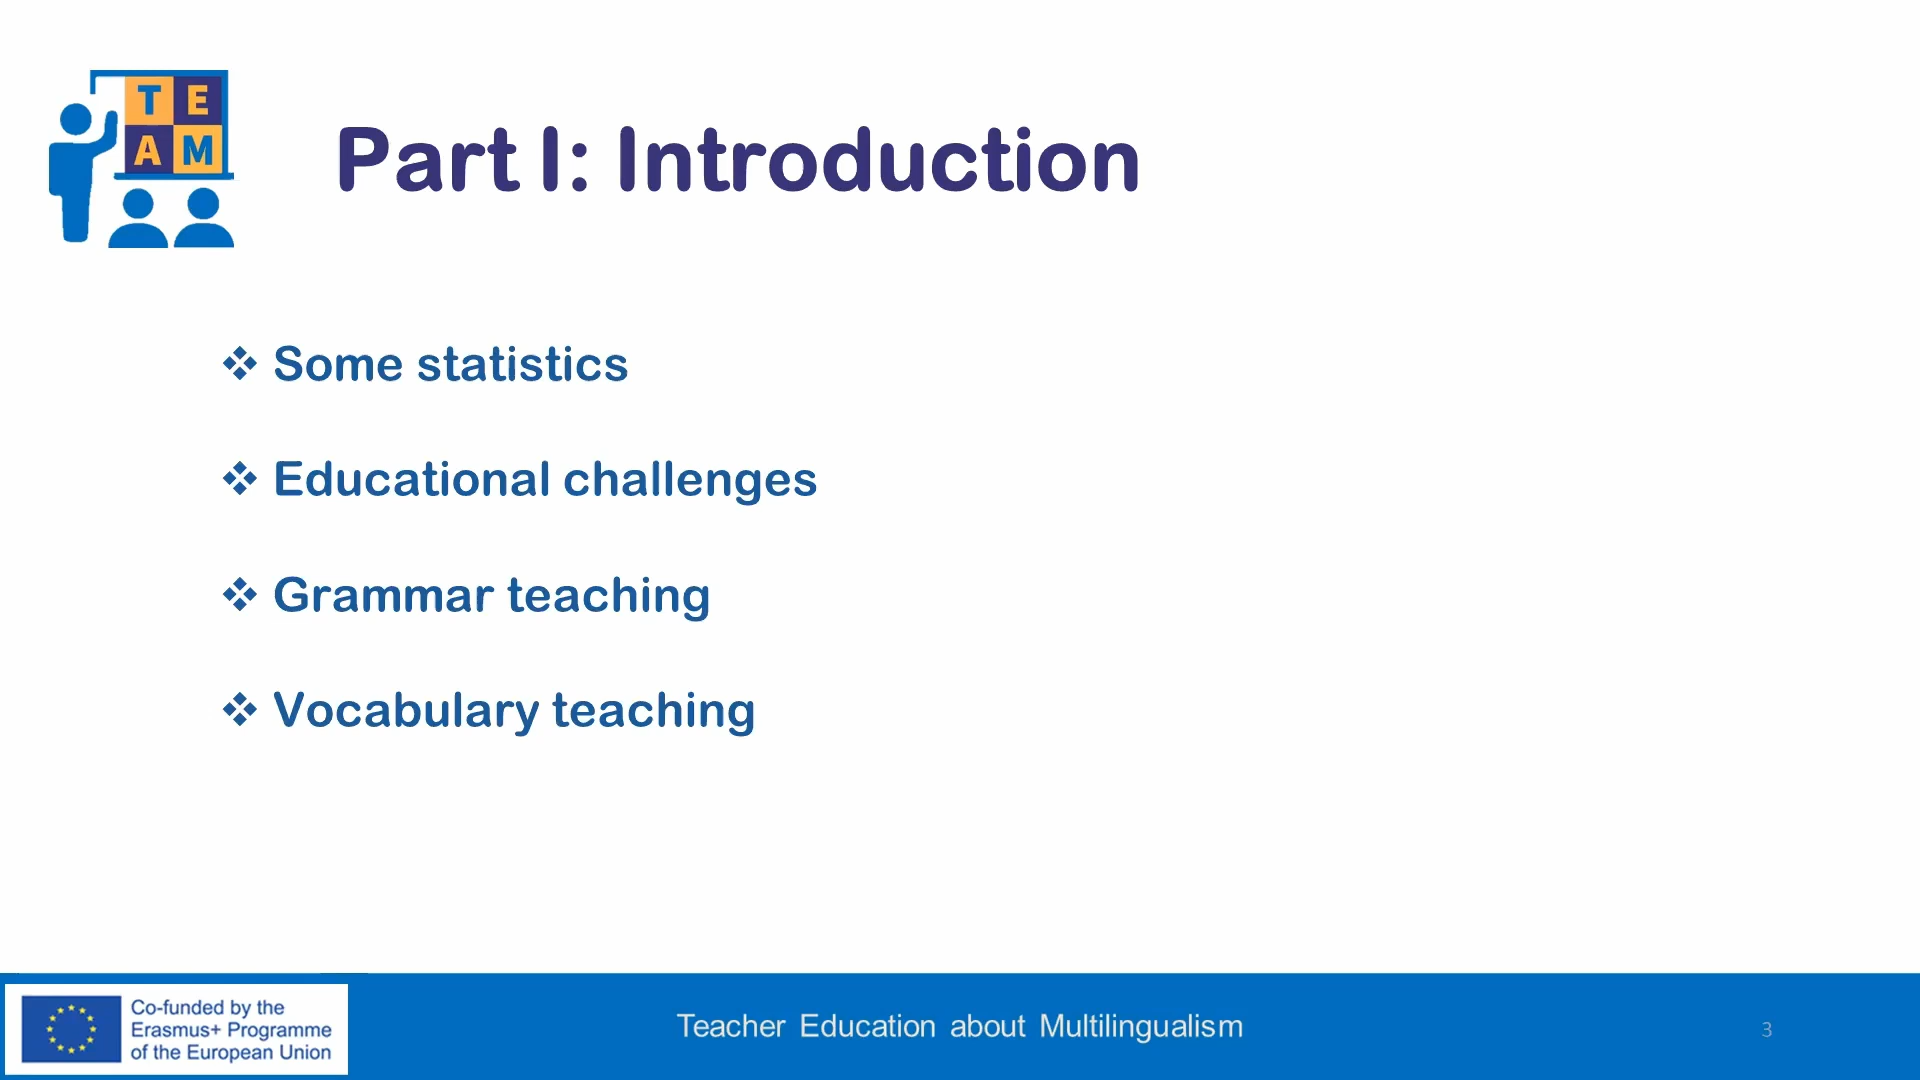 T E
A M
Part I: Introduction
❖ Some statistics
❖ Educational challenges
❖ Grammar teaching
❖ Vocabulary teaching
Co-funded by the
Erasmus+ Programme
of the European Union
Teacher Education about Multilingualism
3